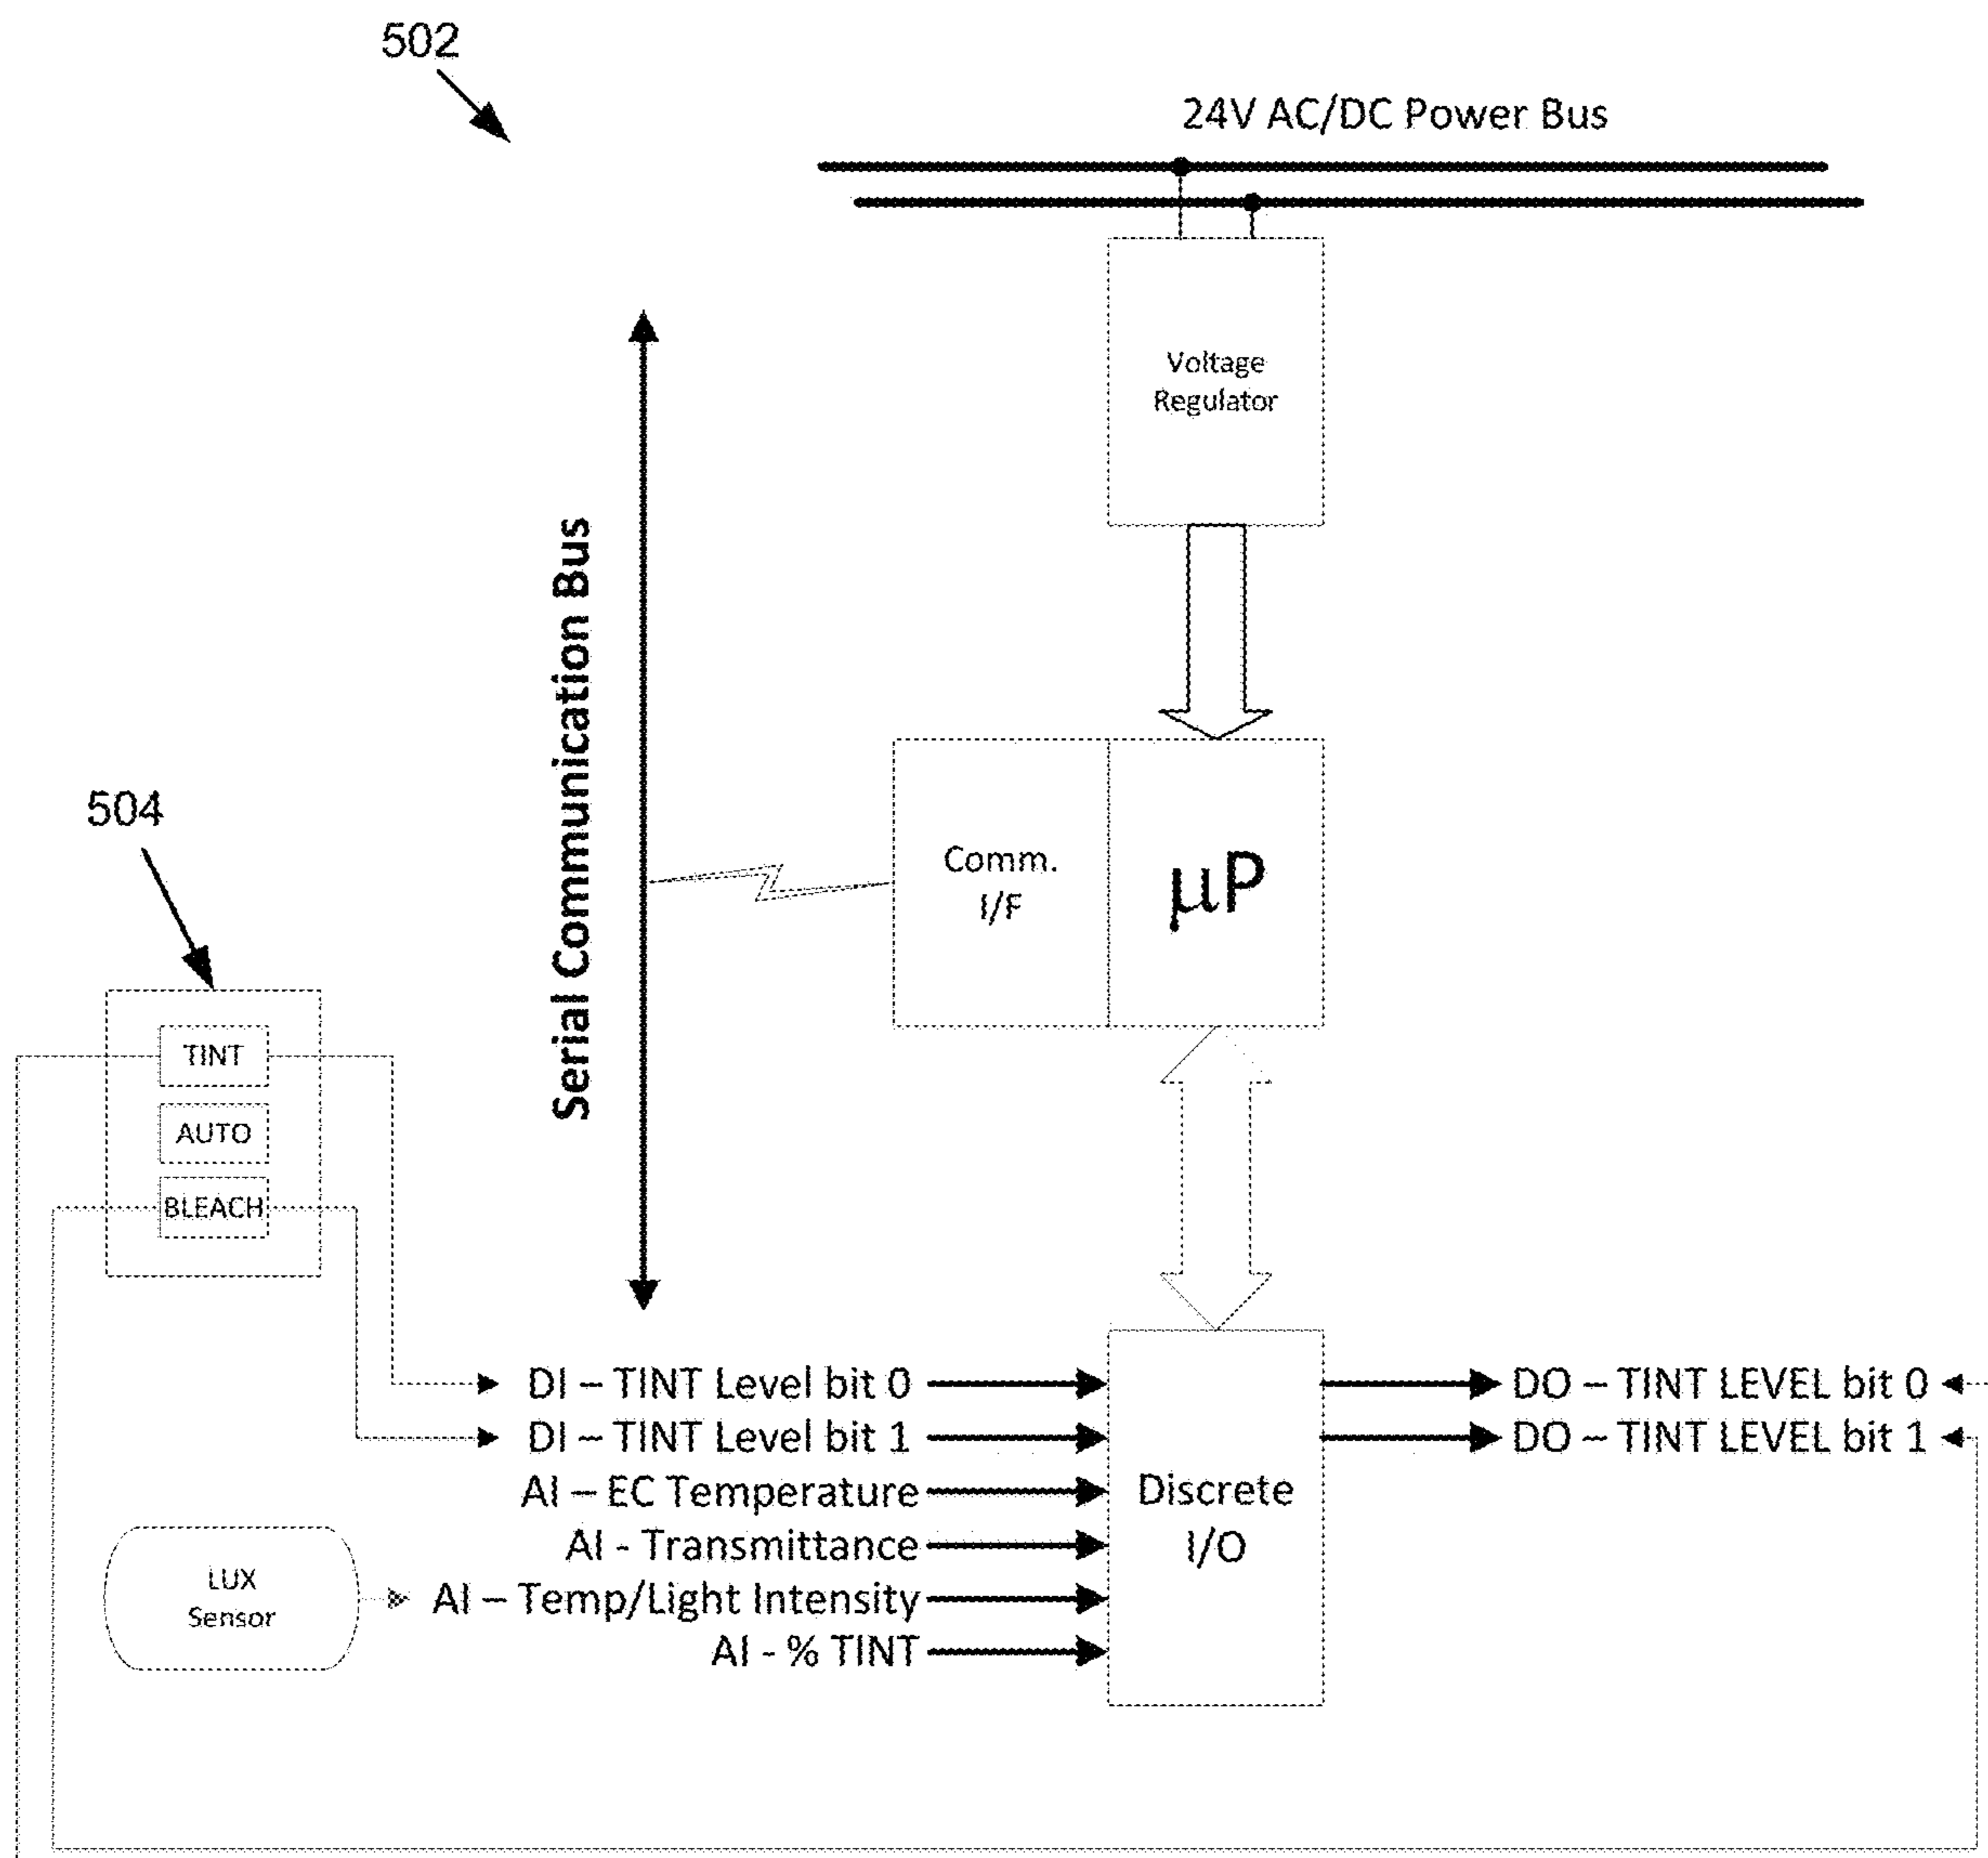 502
24V AC/DC Power Bus
Voltage
Regulator
Serial Communication Bus
504
Comm.
I/F
µP
TINT
AUTO
BLEACH
DI – TINT Level bit 0
DO – TINT LEVEL bit 0
DI – TINT Level bit 1
DO – TINT LEVEL bit 1
AI – EC Temperature
Discrete
I/O
AI - Transmittance
LUX
Sensor
AI – Temp/Light Intensity
AI - % TINT